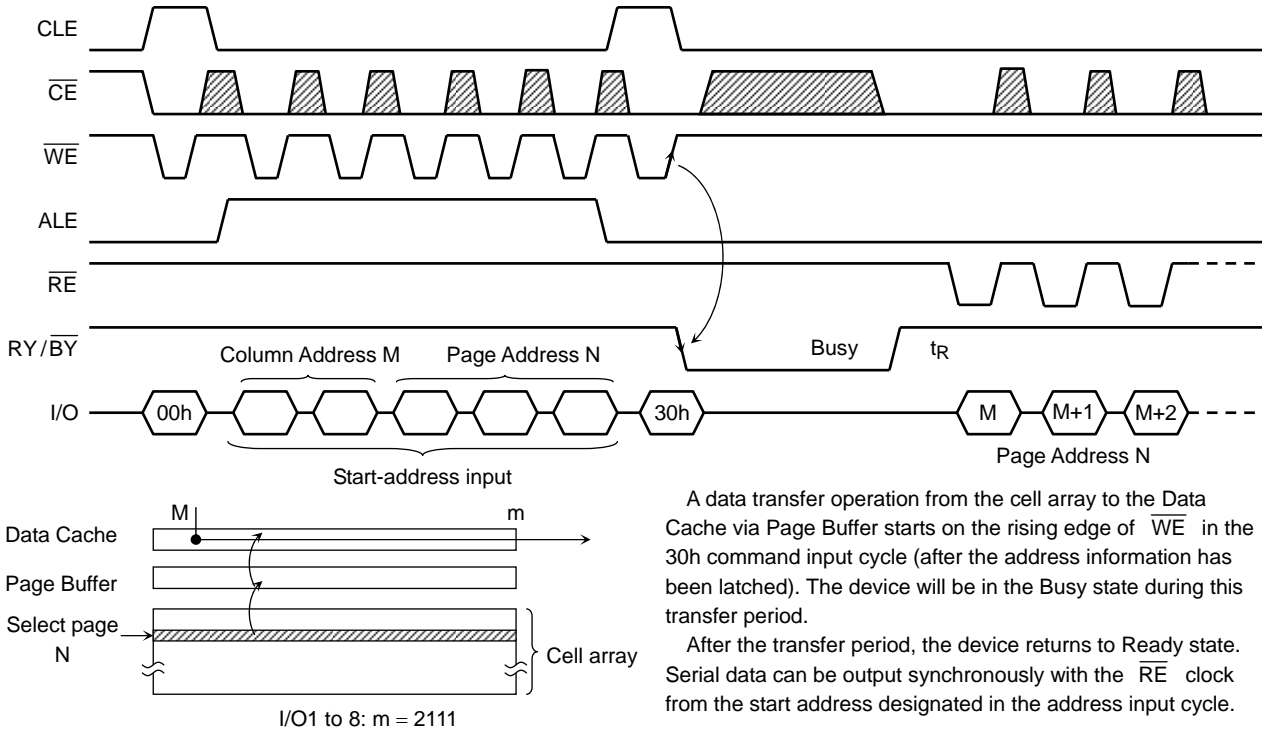 CLE
CE
WE
ALE
RE
RY/BY Busy tR
Column Address M Page Address N
I/O 00h 30h M M+1 M+2
Start-address input
Page Address N
M m
Data Cache
Page Buffer
Select page
N
Cell array
I/O1 to 8: m = 2111
A data transfer operation from the cell array to the Data
Cache via Page Buffer starts on the rising edge of WE in the
30h command input cycle (after the address information has
been latched). The device will be in the Busy state during this
transfer period.
After the transfer period, the device returns to Ready state.
Serial data can be output synchronously with the RE clock
from the start address designated in the address input cycle.